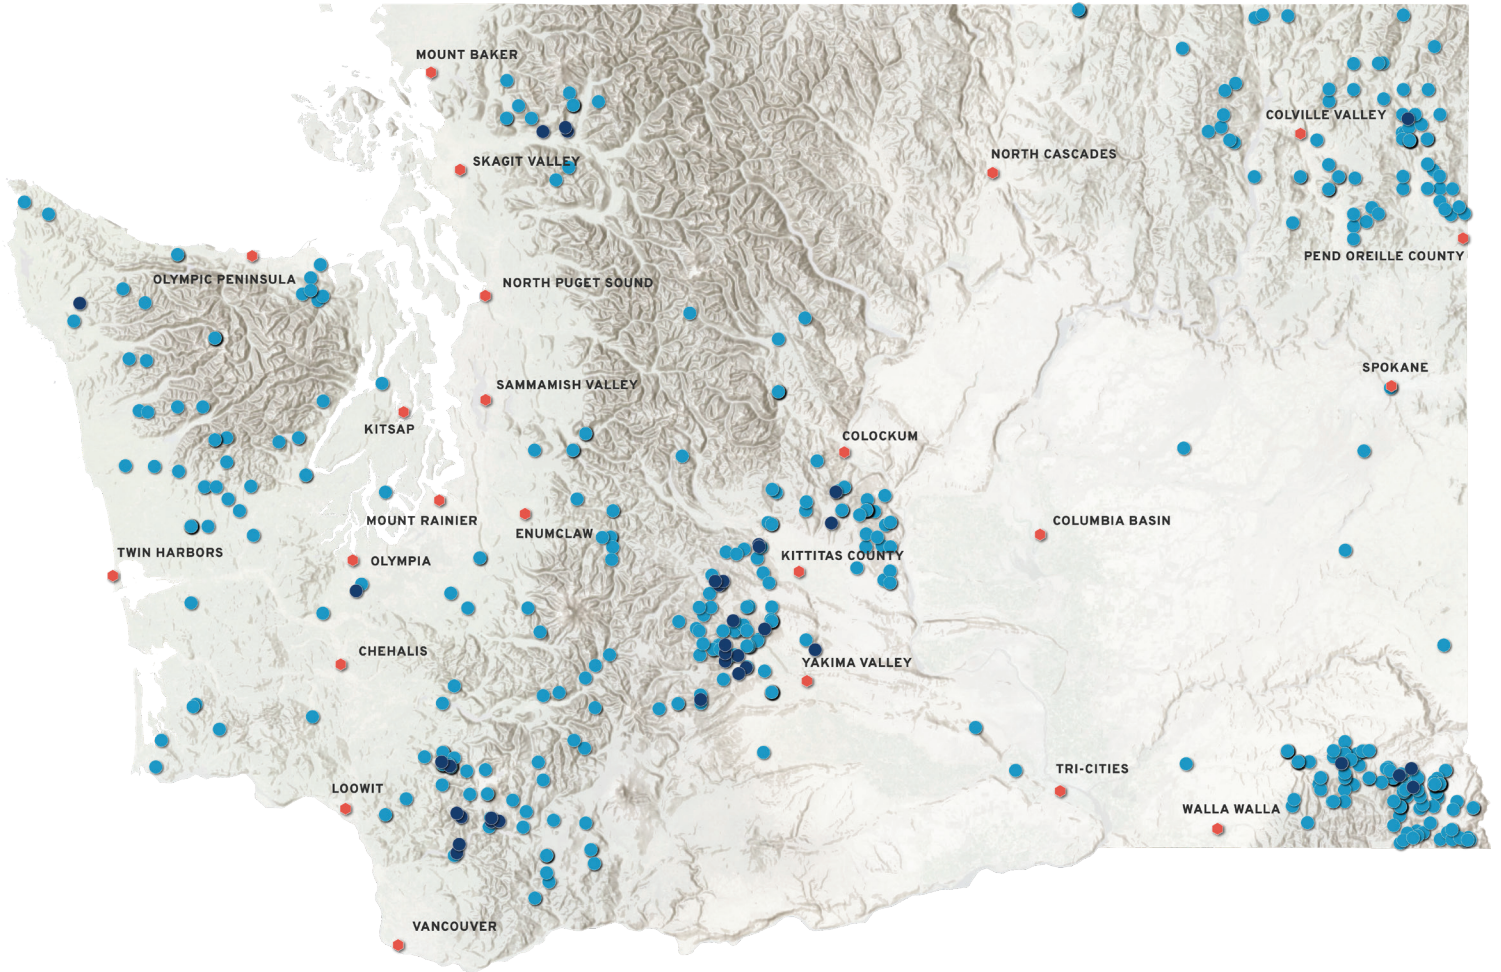 MOUNT BAKER
COLVILLE VALLEY
NORTH CASCADES
SKAGIT VALLEY
PEND OREILLE COUNTY
OLYMPIC PENINSULA
NORTH PUGET SOUND
SPOKANE
SAMMAMISH VALLEY
KITSAP
COLOCKUM
MOUNT RAINIER
COLUMBIA BASIN
ENUMCLAW
TWIN HARBORS
KITTITAS COUNTY
OLYMPIA
CHEHALIS
YAKIMA VALLEY
TRI-CITIES
LOOWIT
WALLA WALLA
VANCOUVER